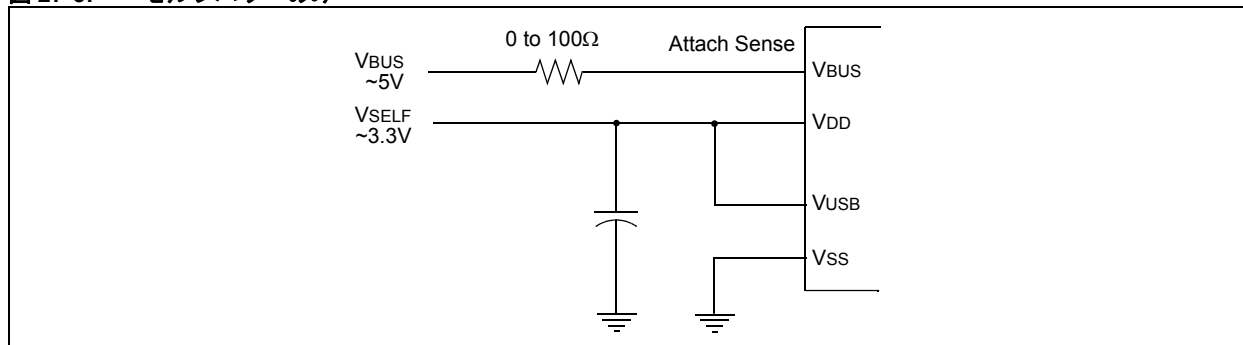 0 to 100Ω
Attach Sense
VBUS
~5V
VBUS
VSELF
~3.3V
VDD
VUSB
VSS